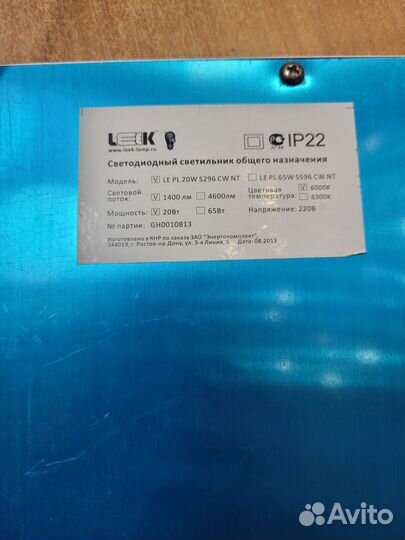 LEEK
www.leek-lamp.ru
IP22
Светодиодный светильник общего назначения
Модель: V LE PL 20W S296 CW NT LE PL 65W S596 CW NT
Световой поток: V 1400 лм 4600лм Цветовая температура: V 6000K 6300K
Мощность: V 20Вт 65Вт Напряжение: 220В
№ партии: GH0010813
Изготовлено в КНР по заказу ЗАО "Энергокомплект",
344019, г. Ростов-на-Дону, ул. 3-я Линия, 5 Дата: 08.2013
Avito